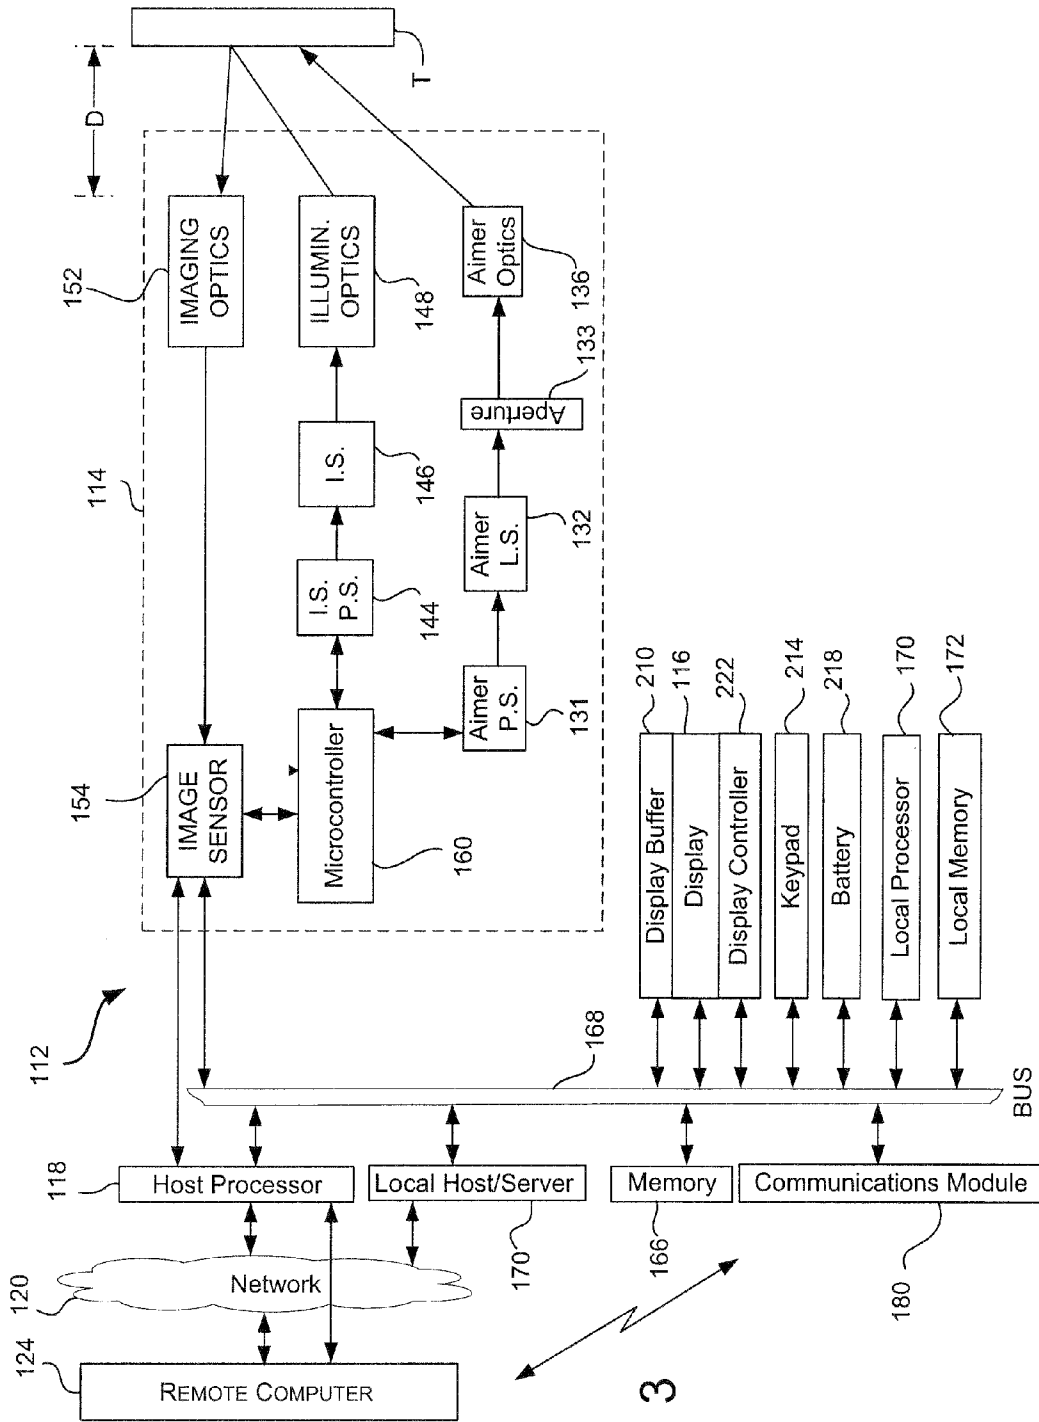 T
D
152
IMAGING
OPTICS
ILLUMIN.
OPTICS
148
Aimer
Optics
136
133
Aperture
114
I.S.
146
I.S.
P.S.
144
Aimer
L.S.
132
Aimer
P.S.
131
154
IMAGE
SENSOR
Microcontroller
160
112
210
Display Buffer
116
Display
222
Display Controller
214
Keypad
218
Battery
170
Local Processor
172
Local Memory
168
BUS
118
Host Processor
Local Host/Server
170
Memory
166
Communications Module
180
120
Network
124
REMOTE COMPUTER
3